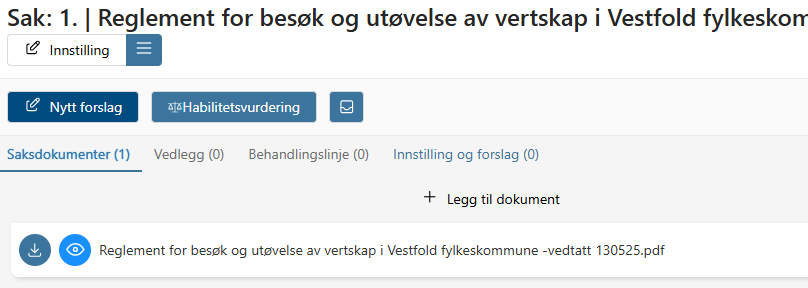 Sak: 1. | Reglement for besøk og utøvelse av vertskap i Vestfold fylkeskom
Innstilling
Nytt forslag Habilitetsvurdering
Saksdokumenter (1) Vedlegg (0) Behandlingslinje (0) Innstilling og forslag (0)
+ Legg til dokument
Reglement for besøk og utøvelse av vertskap i Vestfold fylkeskommune -vedtatt 130525.pdf